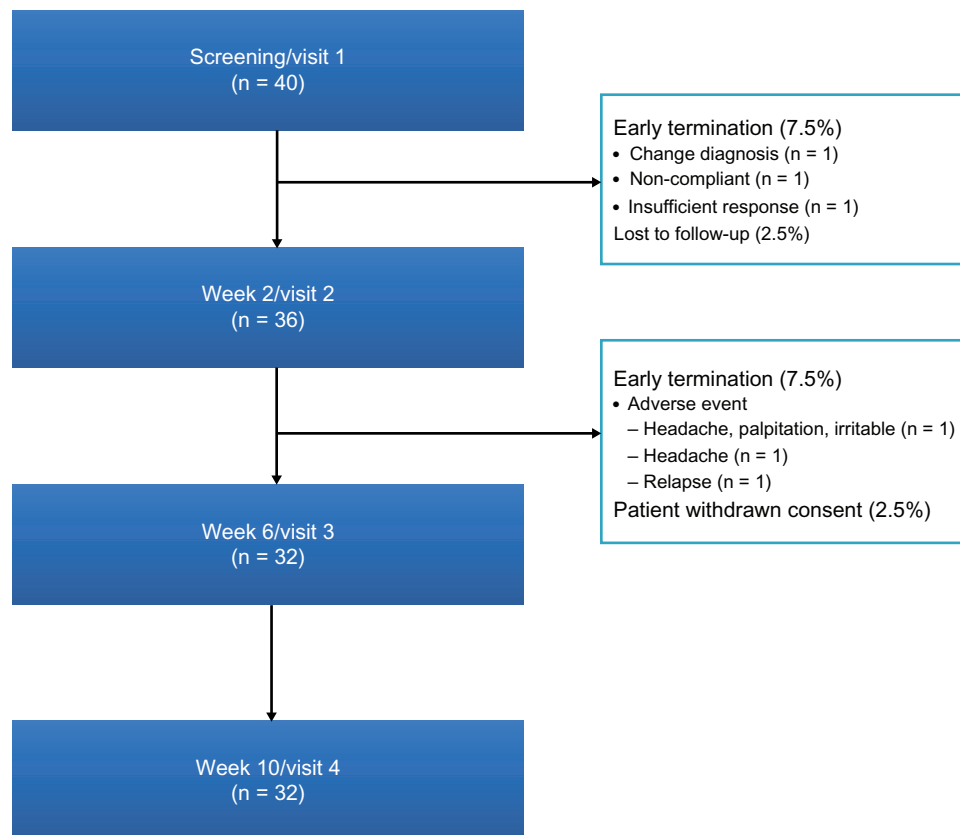 Screening/visit 1
(n = 40)
Early termination (7.5%)
• Change diagnosis (n = 1)
• Non-compliant (n = 1)
• Insufficient response (n = 1)
Lost to follow-up (2.5%)
Week 2/visit 2
(n = 36)
Early termination (7.5%)
• Adverse event
– Headache, palpitation, irritable (n = 1)
– Headache (n = 1)
– Relapse (n = 1)
Patient withdrawn consent (2.5%)
Week 6/visit 3
(n = 32)
Week 10/visit 4
(n = 32)